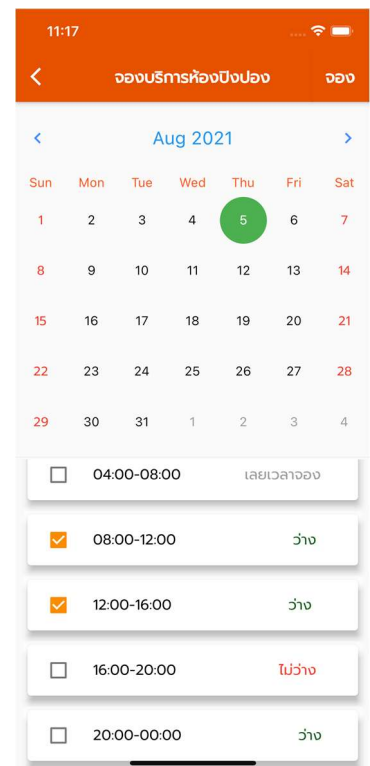 11:17
จองบริการห้องปิงปอง จอง
Aug 2021
Sun Mon Tue Wed Thu Fri Sat
1 2 3 4 5 6 7
8 9 10 11 12 13 14
15 16 17 18 19 20 21
22 23 24 25 26 27 28
29 30 31 1 2 3 4
04:00-08:00 เลยเวลาจอง
08:00-12:00 ว่าง
12:00-16:00 ว่าง
16:00-20:00 ไม่ว่าง
20:00-00:00 ว่าง